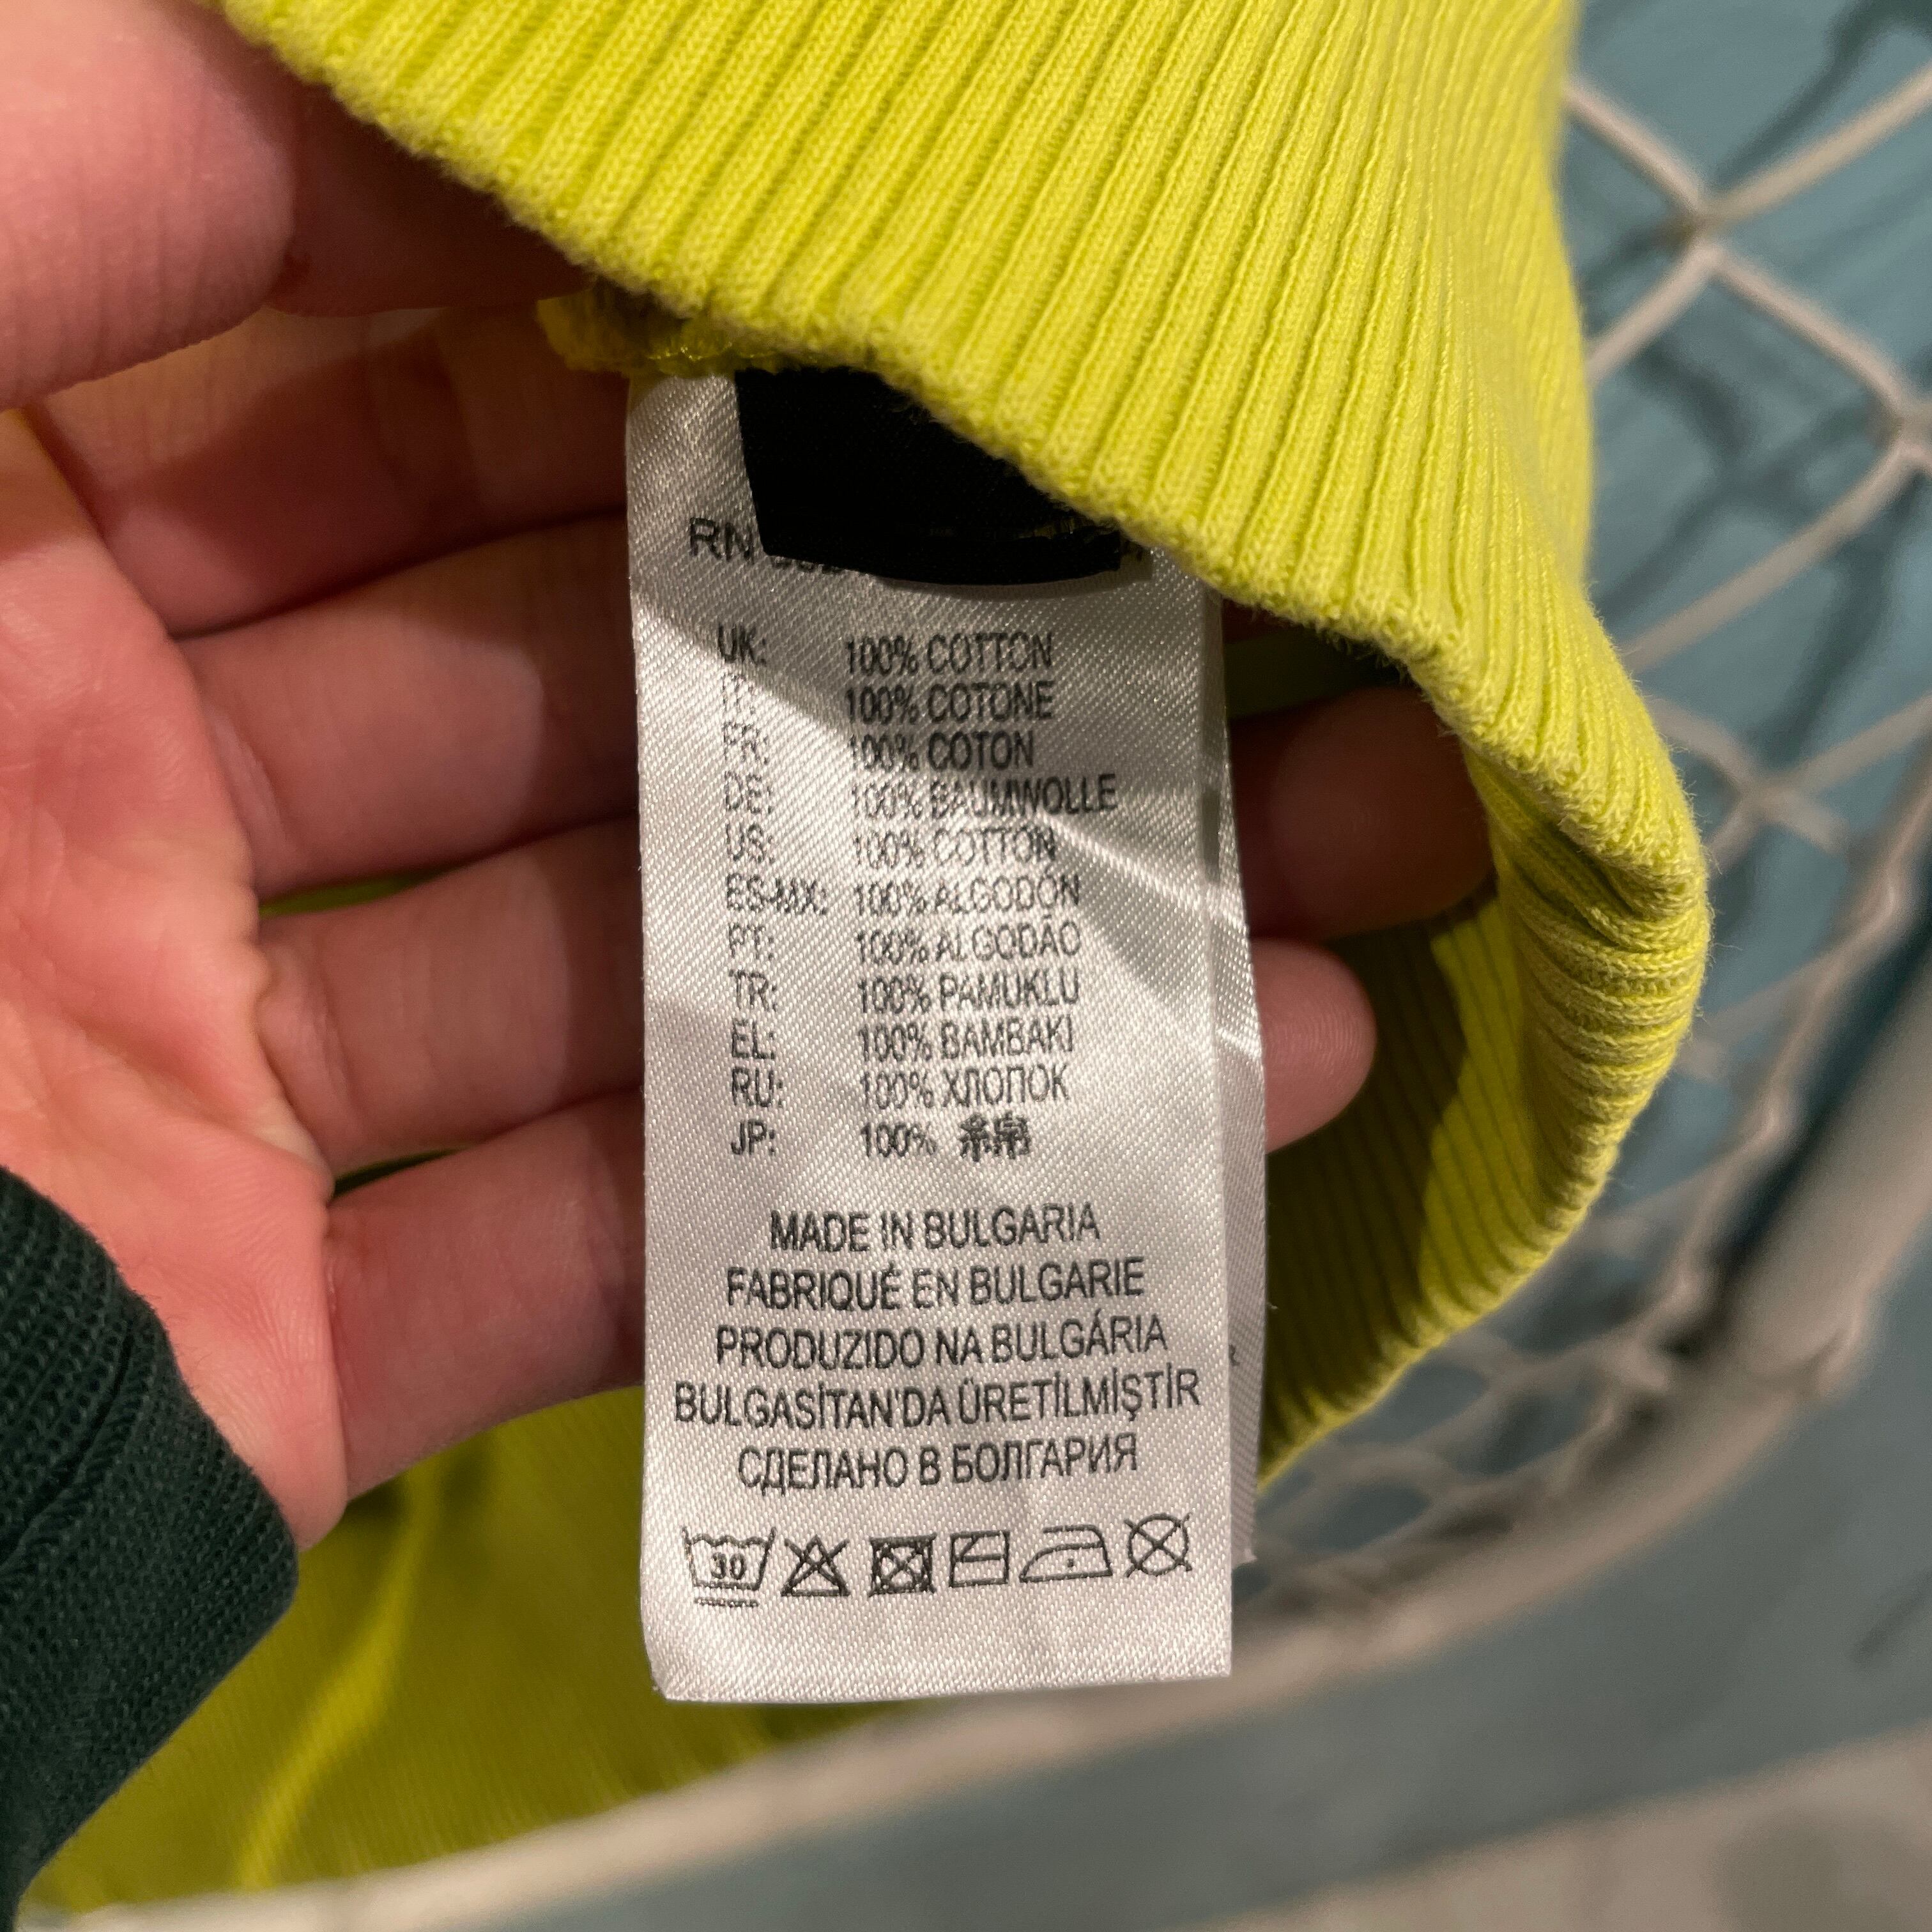 RN
UK: 100% COTTON
IT: 100% COTONE
FR: 100% COTON
DE: 100% BAUMWOLLE
US: 100% COTTON
ES-MX: 100% ALGODÓN
PT: 100% ALGODÃO
TR: 100% PAMUKLU
EL: 100% BAMBAKI
RU: 100% ХЛОПОК
JP: 100% 綿
MADE IN BULGARIA
FABRIQUÉ EN BULGARIE
PRODUZIDO NA BULGÁRIA
BULGASİTAN'DA ÜRETİLMİŞTİR
СДЕЛАНО В БОЛГАРИЯ
30